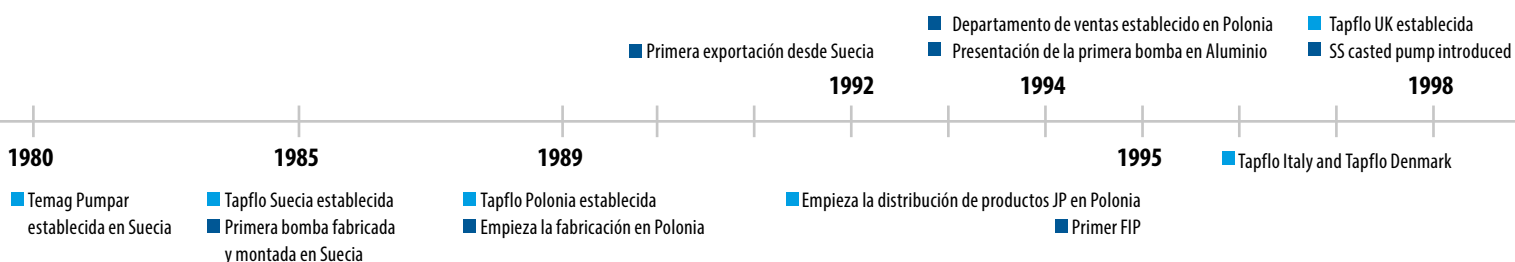 Departamento de ventas establecido en Polonia
Tapflo UK establecida
Primera exportación desde Suecia
Presentación de la primera bomba en Aluminio
SS casted pump introduced
1992
1994
1998
1980
1985
1989
1995
Tapflo Italy and Tapflo Denmark
Temag Pumpar
establecida en Suecia
Tapflo Suecia establecida
Primera bomba fabricada
y montada en Suecia
Tapflo Polonia establecida
Empieza la fabricación en Polonia
Empieza la distribución de productos JP en Polonia
Primer FIP